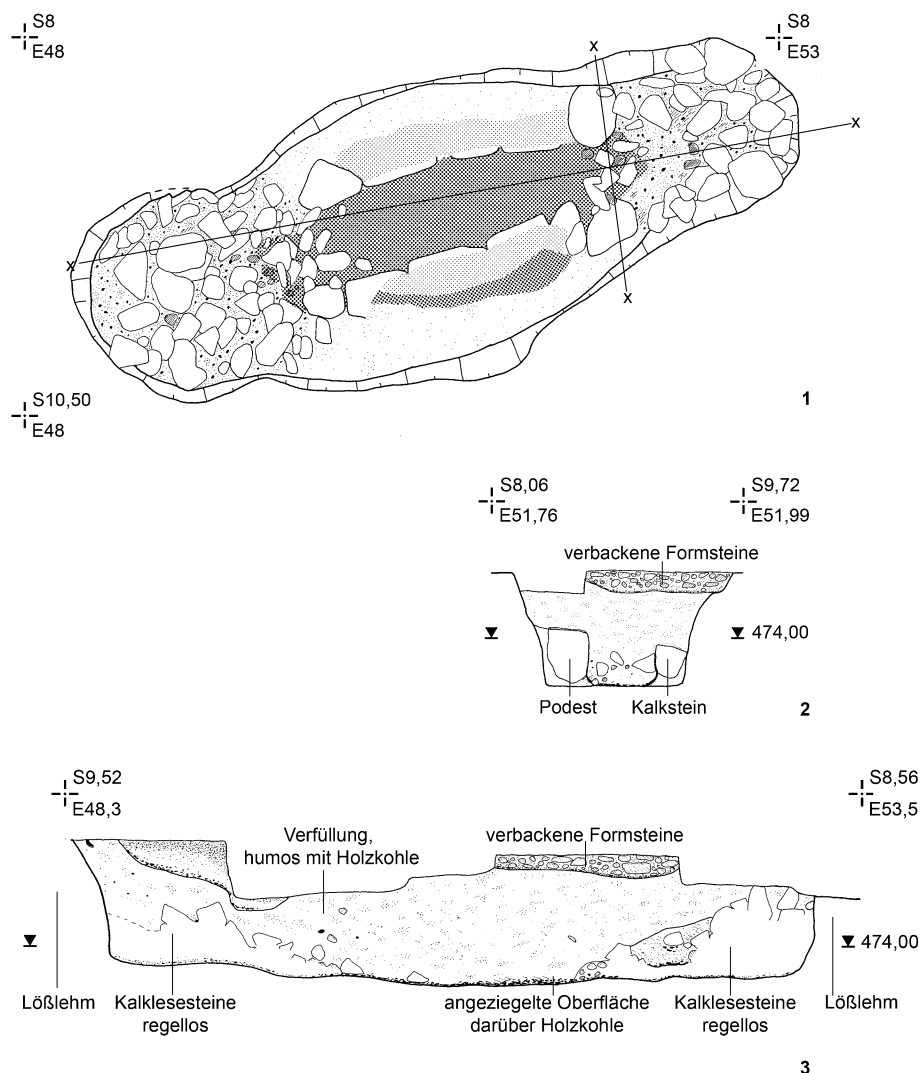 S8
E48
S8
E53
x
x
x
x
S10,50
E48
1
S8,06
E51,76
S9,72
E51,99
verbackene Formsteine
474,00
Podest
Kalkstein
2
S9,52
E48,3
S8,56
E53,5
Verfüllung,
humos mit Holzkohle
verbackene Formsteine
474,00
Lößlehm
Kalklesesteine
regellos
angeziegelte Oberfläche
darüber Holzkohle
Kalklesesteine
regellos
Lößlehm
3